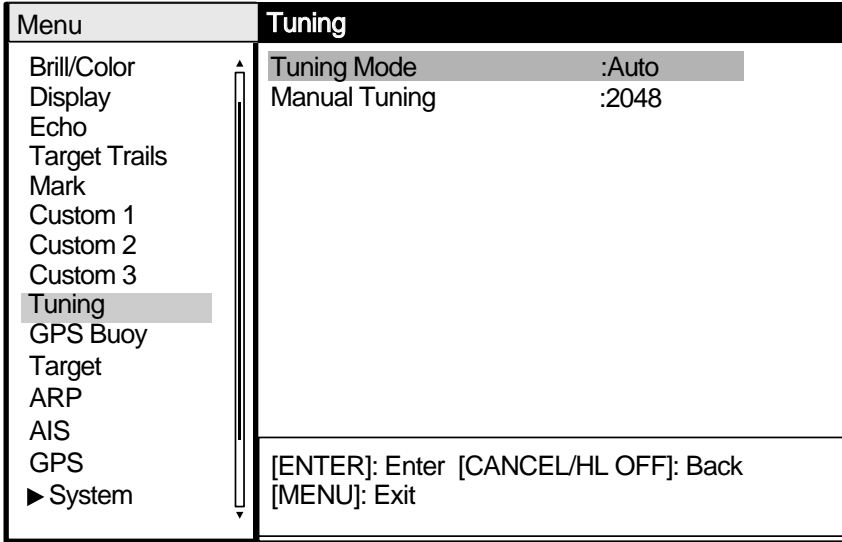 Menu
Brill/Color
Display
Echo
Target Trails
Mark
Custom 1
Custom 2
Custom 3
Tuning
GPS Buoy
Target
ARP
AIS
GPS
►System
Tuning
Tuning Mode :Auto
Manual Tuning :2048
[ENTER]: Enter [CANCEL/HL OFF]: Back
[MENU]: Exit